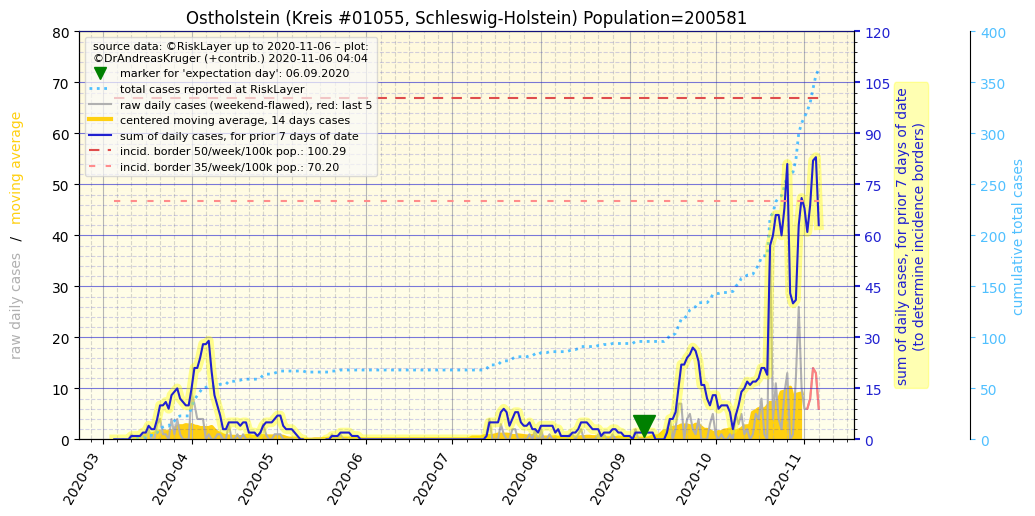 Ostholstein (Kreis #01055, Schleswig-Holstein) Population=200581
source data: ©RiskLayer up to 2020-11-06 – plot:
©DrAndreasKruger (+contrib.) 2020-11-06 04:04
marker for 'expectation day': 06.09.2020
total cases reported at RiskLayer
raw daily cases (weekend-flawed), red: last 5
centered moving average, 14 days cases
sum of daily cases, for prior 7 days of date
incid. border 50/week/100k pop.: 100.29
incid. border 35/week/100k pop.: 70.20
raw daily cases / moving average
80
70
60
50
40
30
20
10
0
2020-03
2020-04
2020-05
2020-06
2020-07
2020-08
2020-09
2020-10
2020-11
120
105
90
75
60
45
30
15
0
sum of daily cases, for prior 7 days of date
(to determine incidence borders)
400
350
300
250
200
150
100
50
0
cumulative total cases